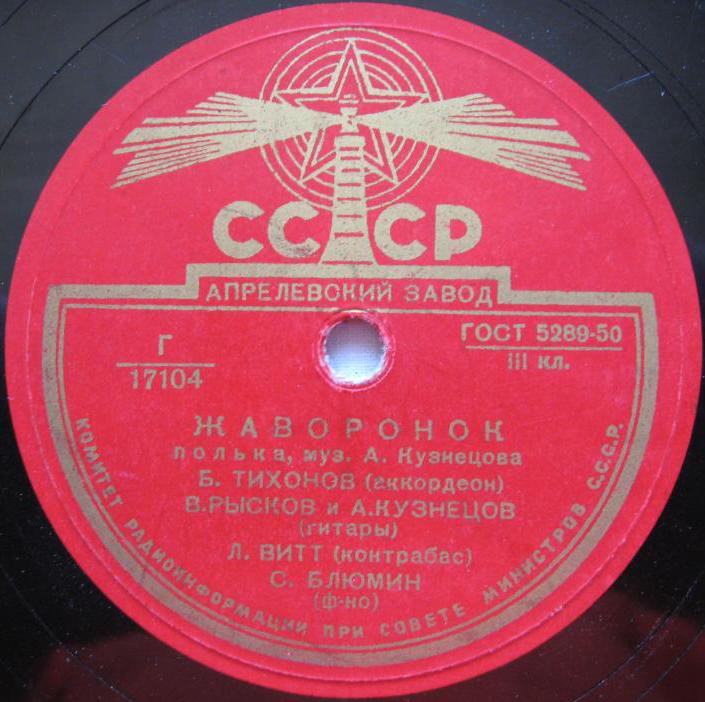 СССР
АПРЕЛЕВСКИЙ ЗАВОД
Г
17104
ГОСТ 5289-50
III кл.
ЖАВОРОНОК
полька, муз. А. Кузнецова
Б. ТИХОНОВ (аккордеон)
В. РЫСКОВ и А. КУЗНЕЦОВ
(гитары)
Л. ВИТТ (контрабас)
С. БЛЮМИН
(ф-но)
КОМИТЕТ РАДИОИНФОРМАЦИИ ПРИ СОВЕТЕ МИНИСТРОВ С.С.С.Р.